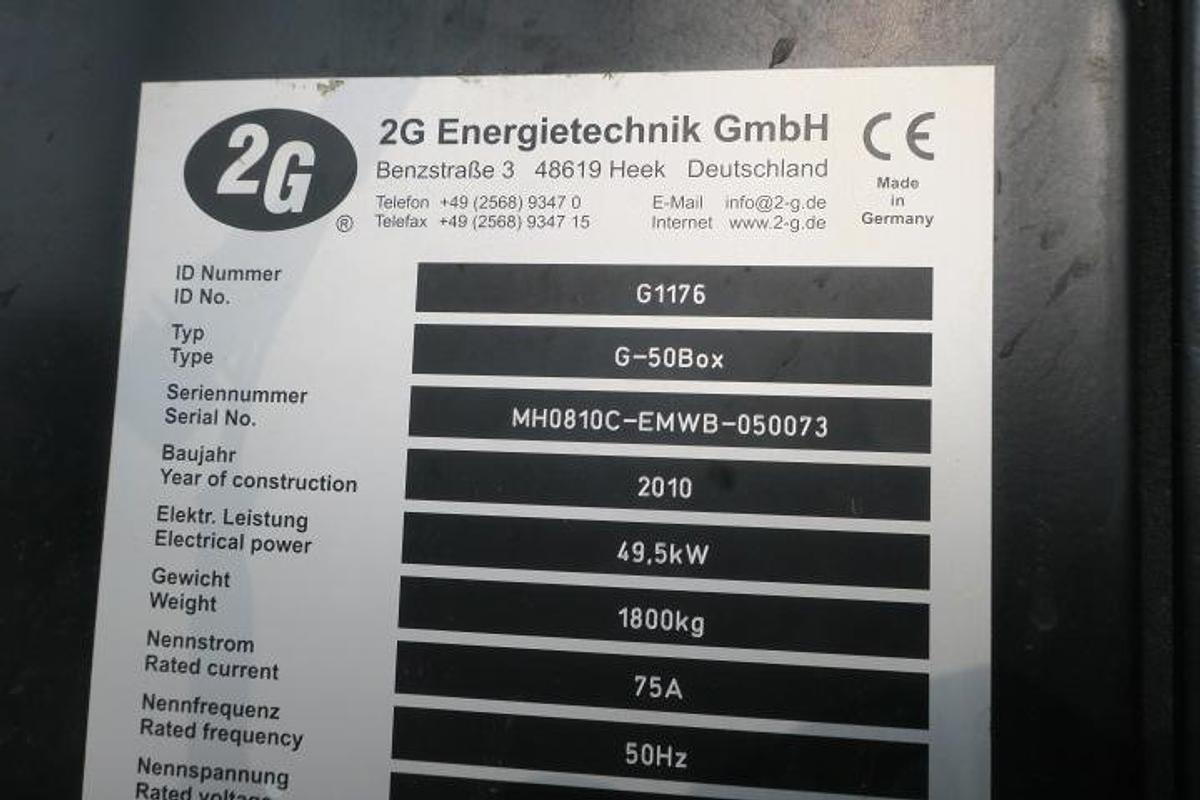 2G ®
2G Energietechnik GmbH
Benzstraße 3 48619 Heek Deutschland
Telefon +49 (2568) 9347 0 E-Mail info@2-g.de
Telefax +49 (2568) 9347 15 Internet www.2-g.de
CE
Made
in
Germany
ID Nummer
ID No.
G1176
Typ
Type
G-50Box
Seriennummer
Serial No.
MH0810C-EMWB-050073
Baujahr
Year of construction
2010
Elektr. Leistung
Electrical power
49,5kW
Gewicht
Weight
1800kg
Nennstrom
Rated current
75A
Nennfrequenz
Rated frequency
50Hz
Nennspannung
Rated voltage